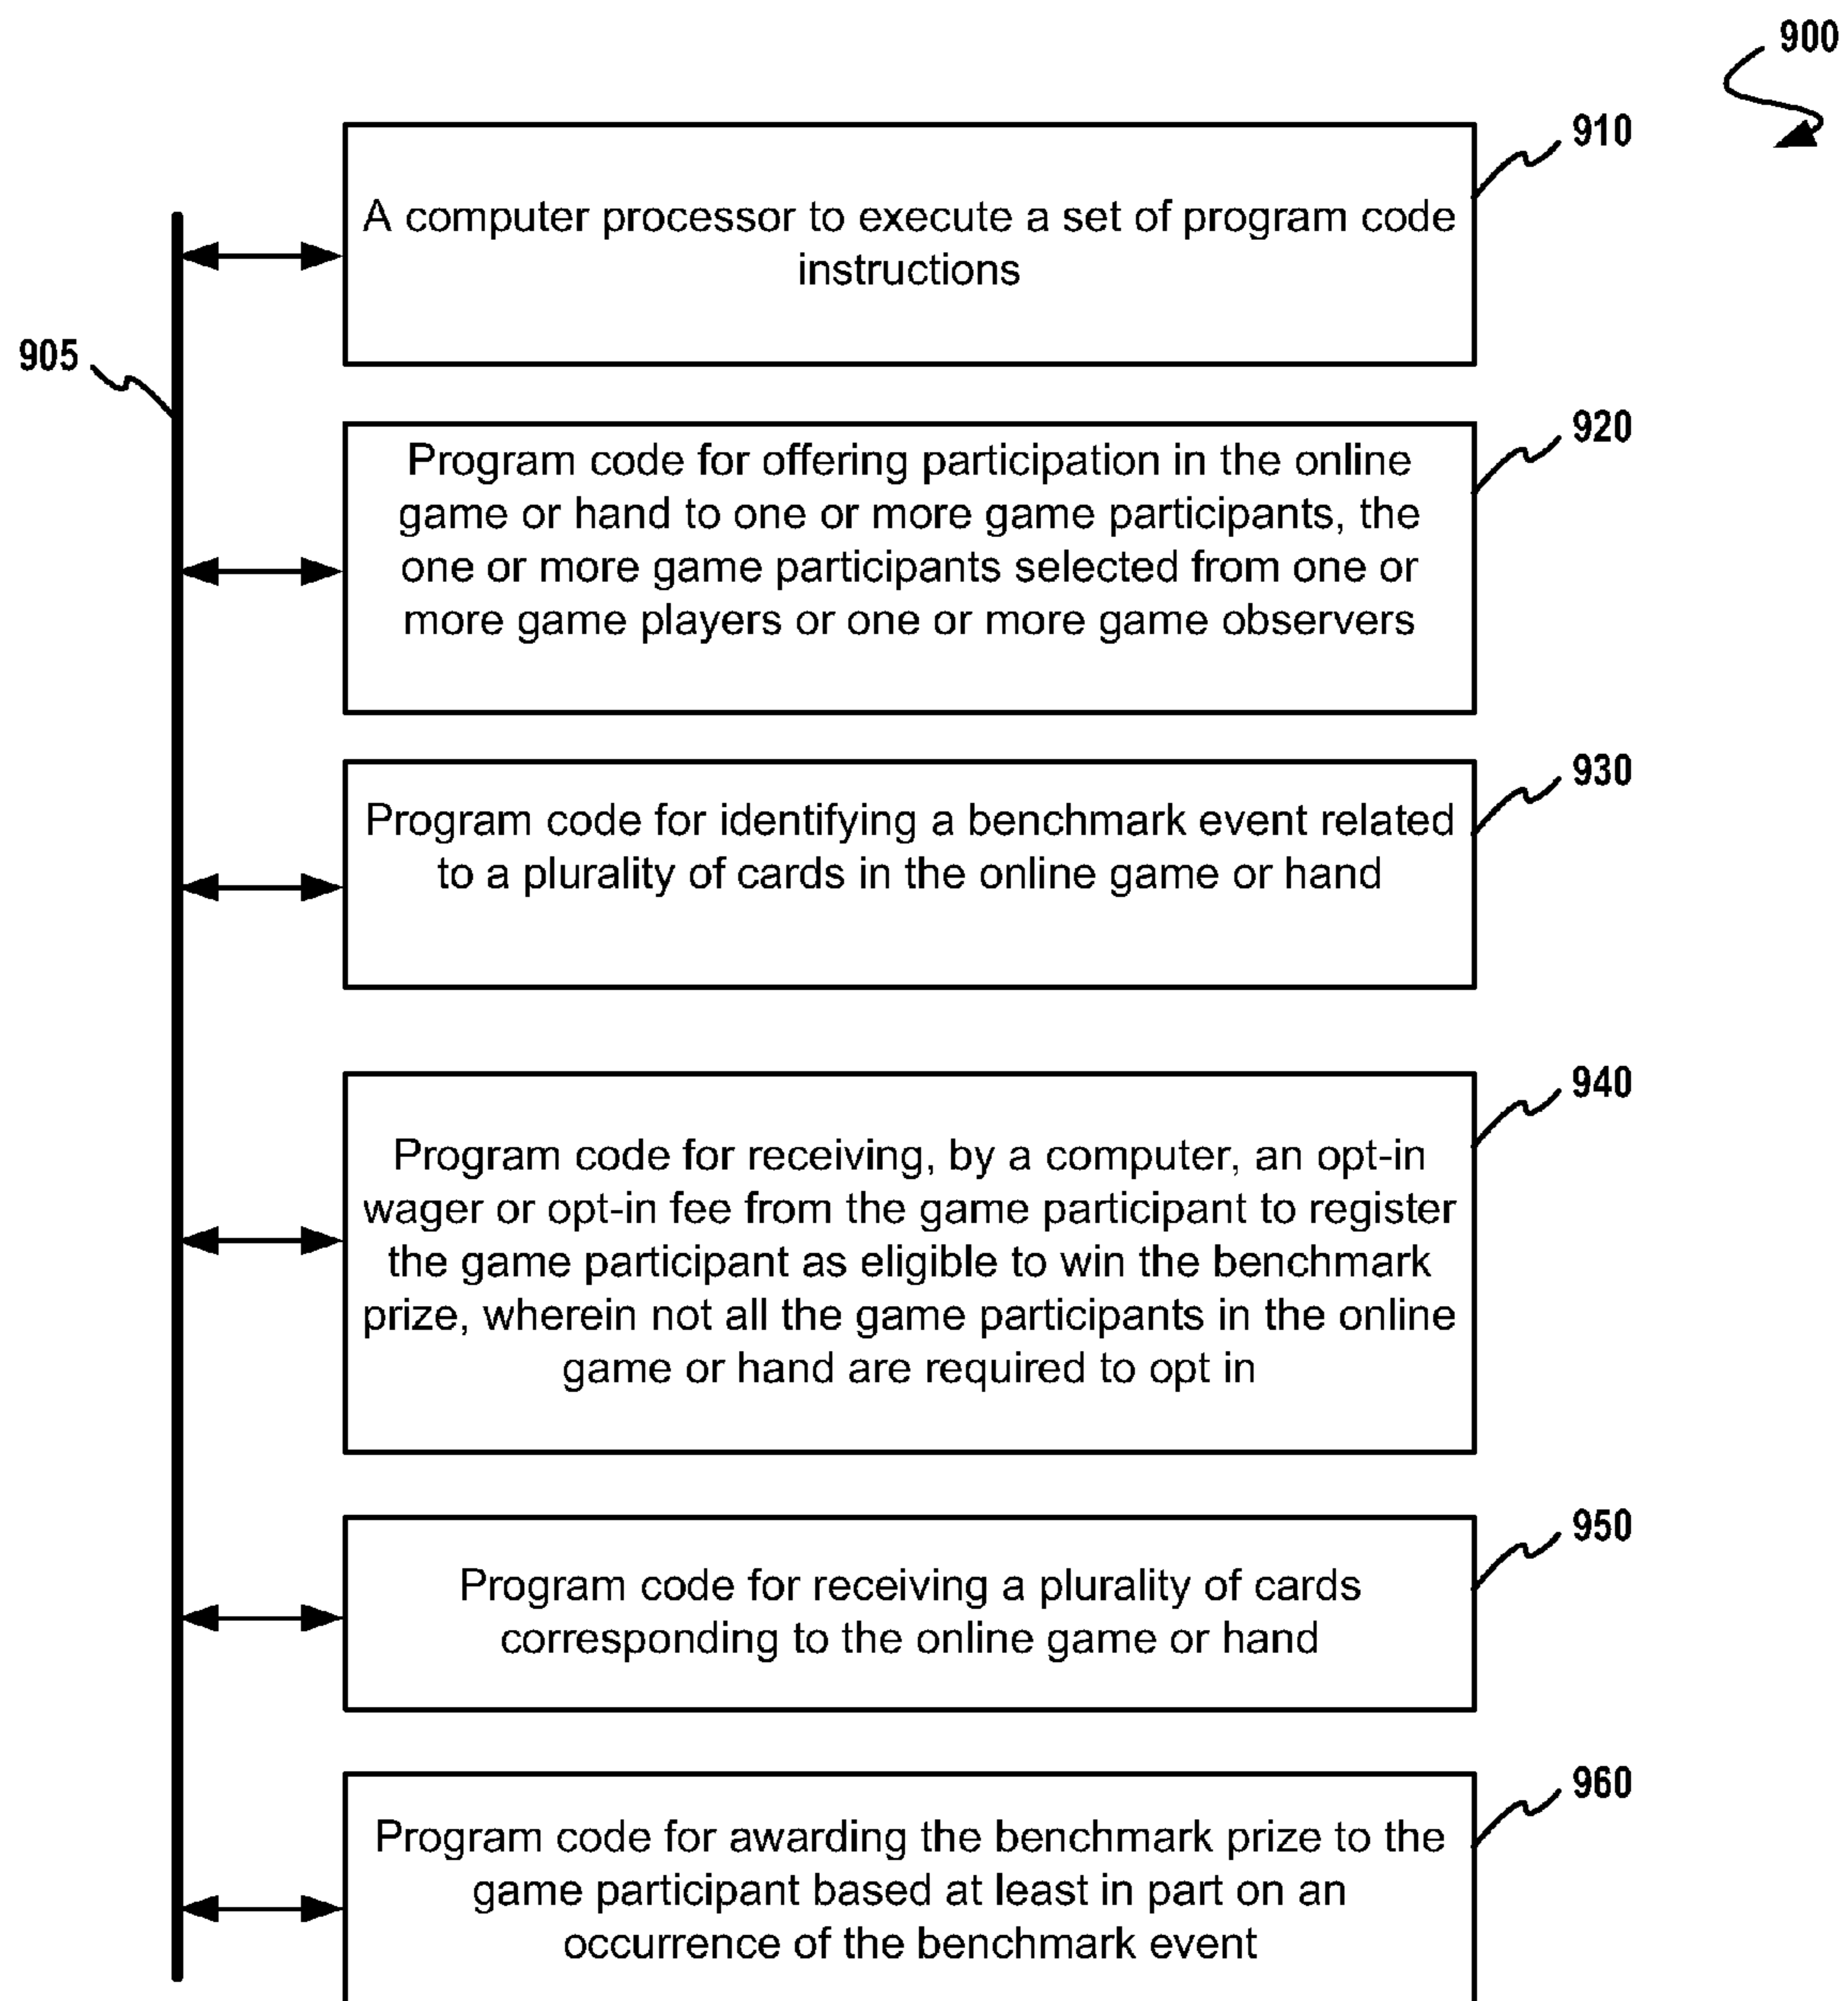 900
910
A computer processor to execute a set of program code
instructions
905
920
Program code for offering participation in the online
game or hand to one or more game participants, the
one or more game participants selected from one or
more game players or one or more game observers
930
Program code for identifying a benchmark event related
to a plurality of cards in the online game or hand
940
Program code for receiving, by a computer, an opt-in
wager or opt-in fee from the game participant to register
the game participant as eligible to win the benchmark
prize, wherein not all the game participants in the online
game or hand are required to opt in
950
Program code for receiving a plurality of cards
corresponding to the online game or hand
960
Program code for awarding the benchmark prize to the
game participant based at least in part on an
occurrence of the benchmark event